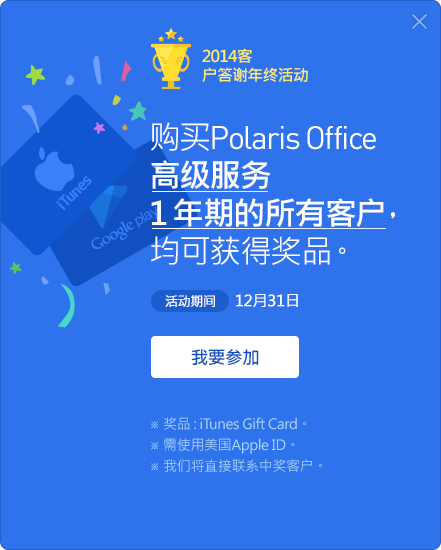 2014客
户答谢年终活动
iTunes
Google play
购买Polaris Office
高级服务
1 年期的所有客户，
均可获得奖品。
活动期间 12月31日
我要参加
※ 奖品 : iTunes Gift Card。
※ 需使用美国Apple ID。
※ 我们将直接联系中奖客户。